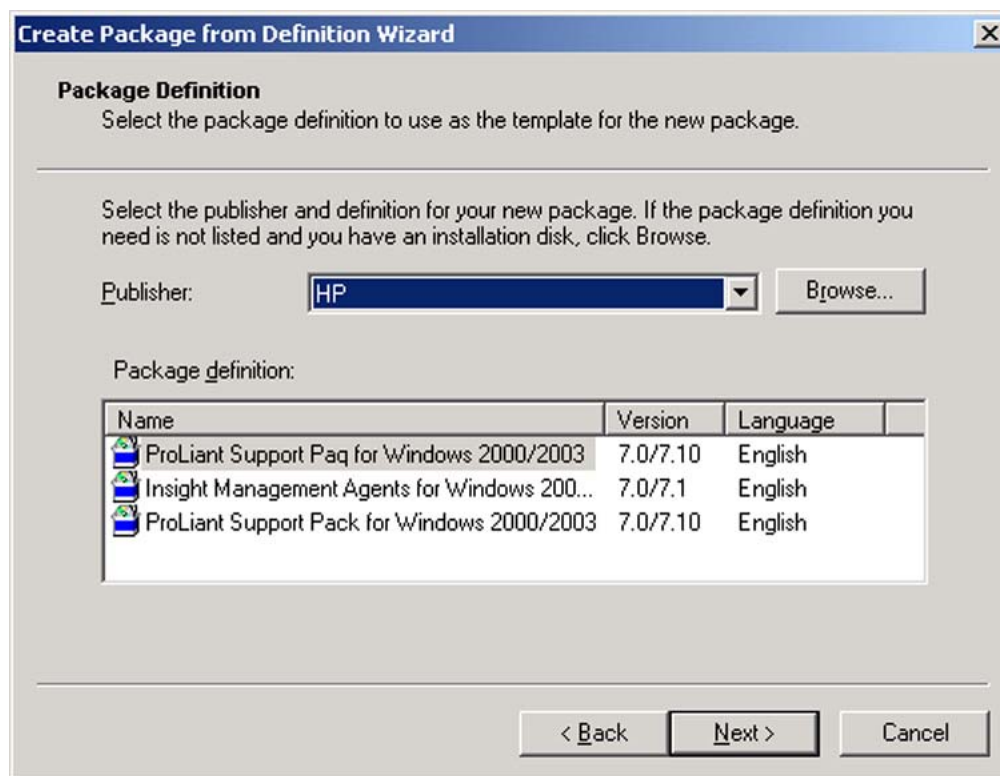 Create Package from Definition Wizard
Package Definition
Select the package definition to use as the template for the new package.
Select the publisher and definition for your new package. If the package definition you
need is not listed and you have an installation disk, click Browse.
Publisher: HP Browse...
Package definition:
Name Version Language
ProLiant Support Paq for Windows 2000/2003 7.0/7.10 English
Insight Management Agents for Windows 200... 7.0/7.1 English
ProLiant Support Pack for Windows 2000/2003 7.0/7.10 English
< Back Next > Cancel